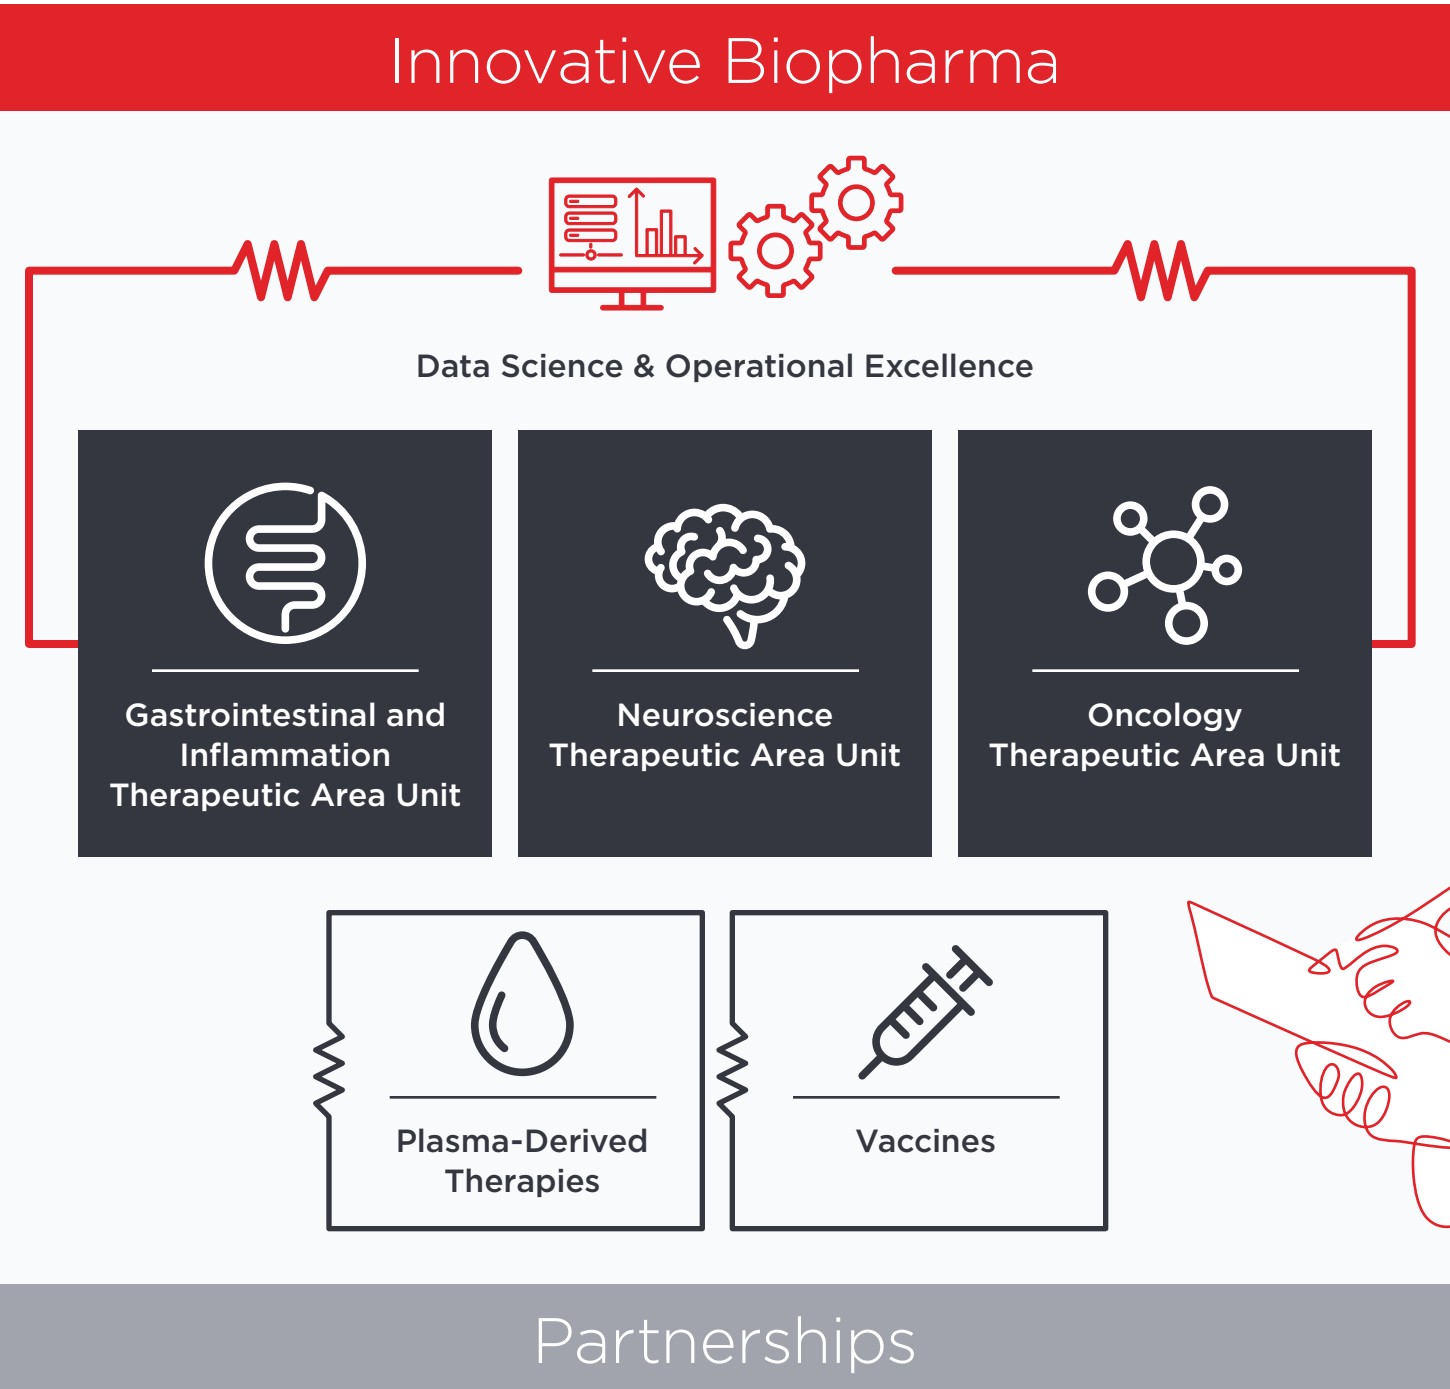 Innovative Biopharma
Data Science & Operational Excellence
Gastrointestinal and
Inflammation
Therapeutic Area Unit
Neuroscience
Therapeutic Area Unit
Oncology
Therapeutic Area Unit
Plasma-Derived
Therapies
Vaccines
Partnerships